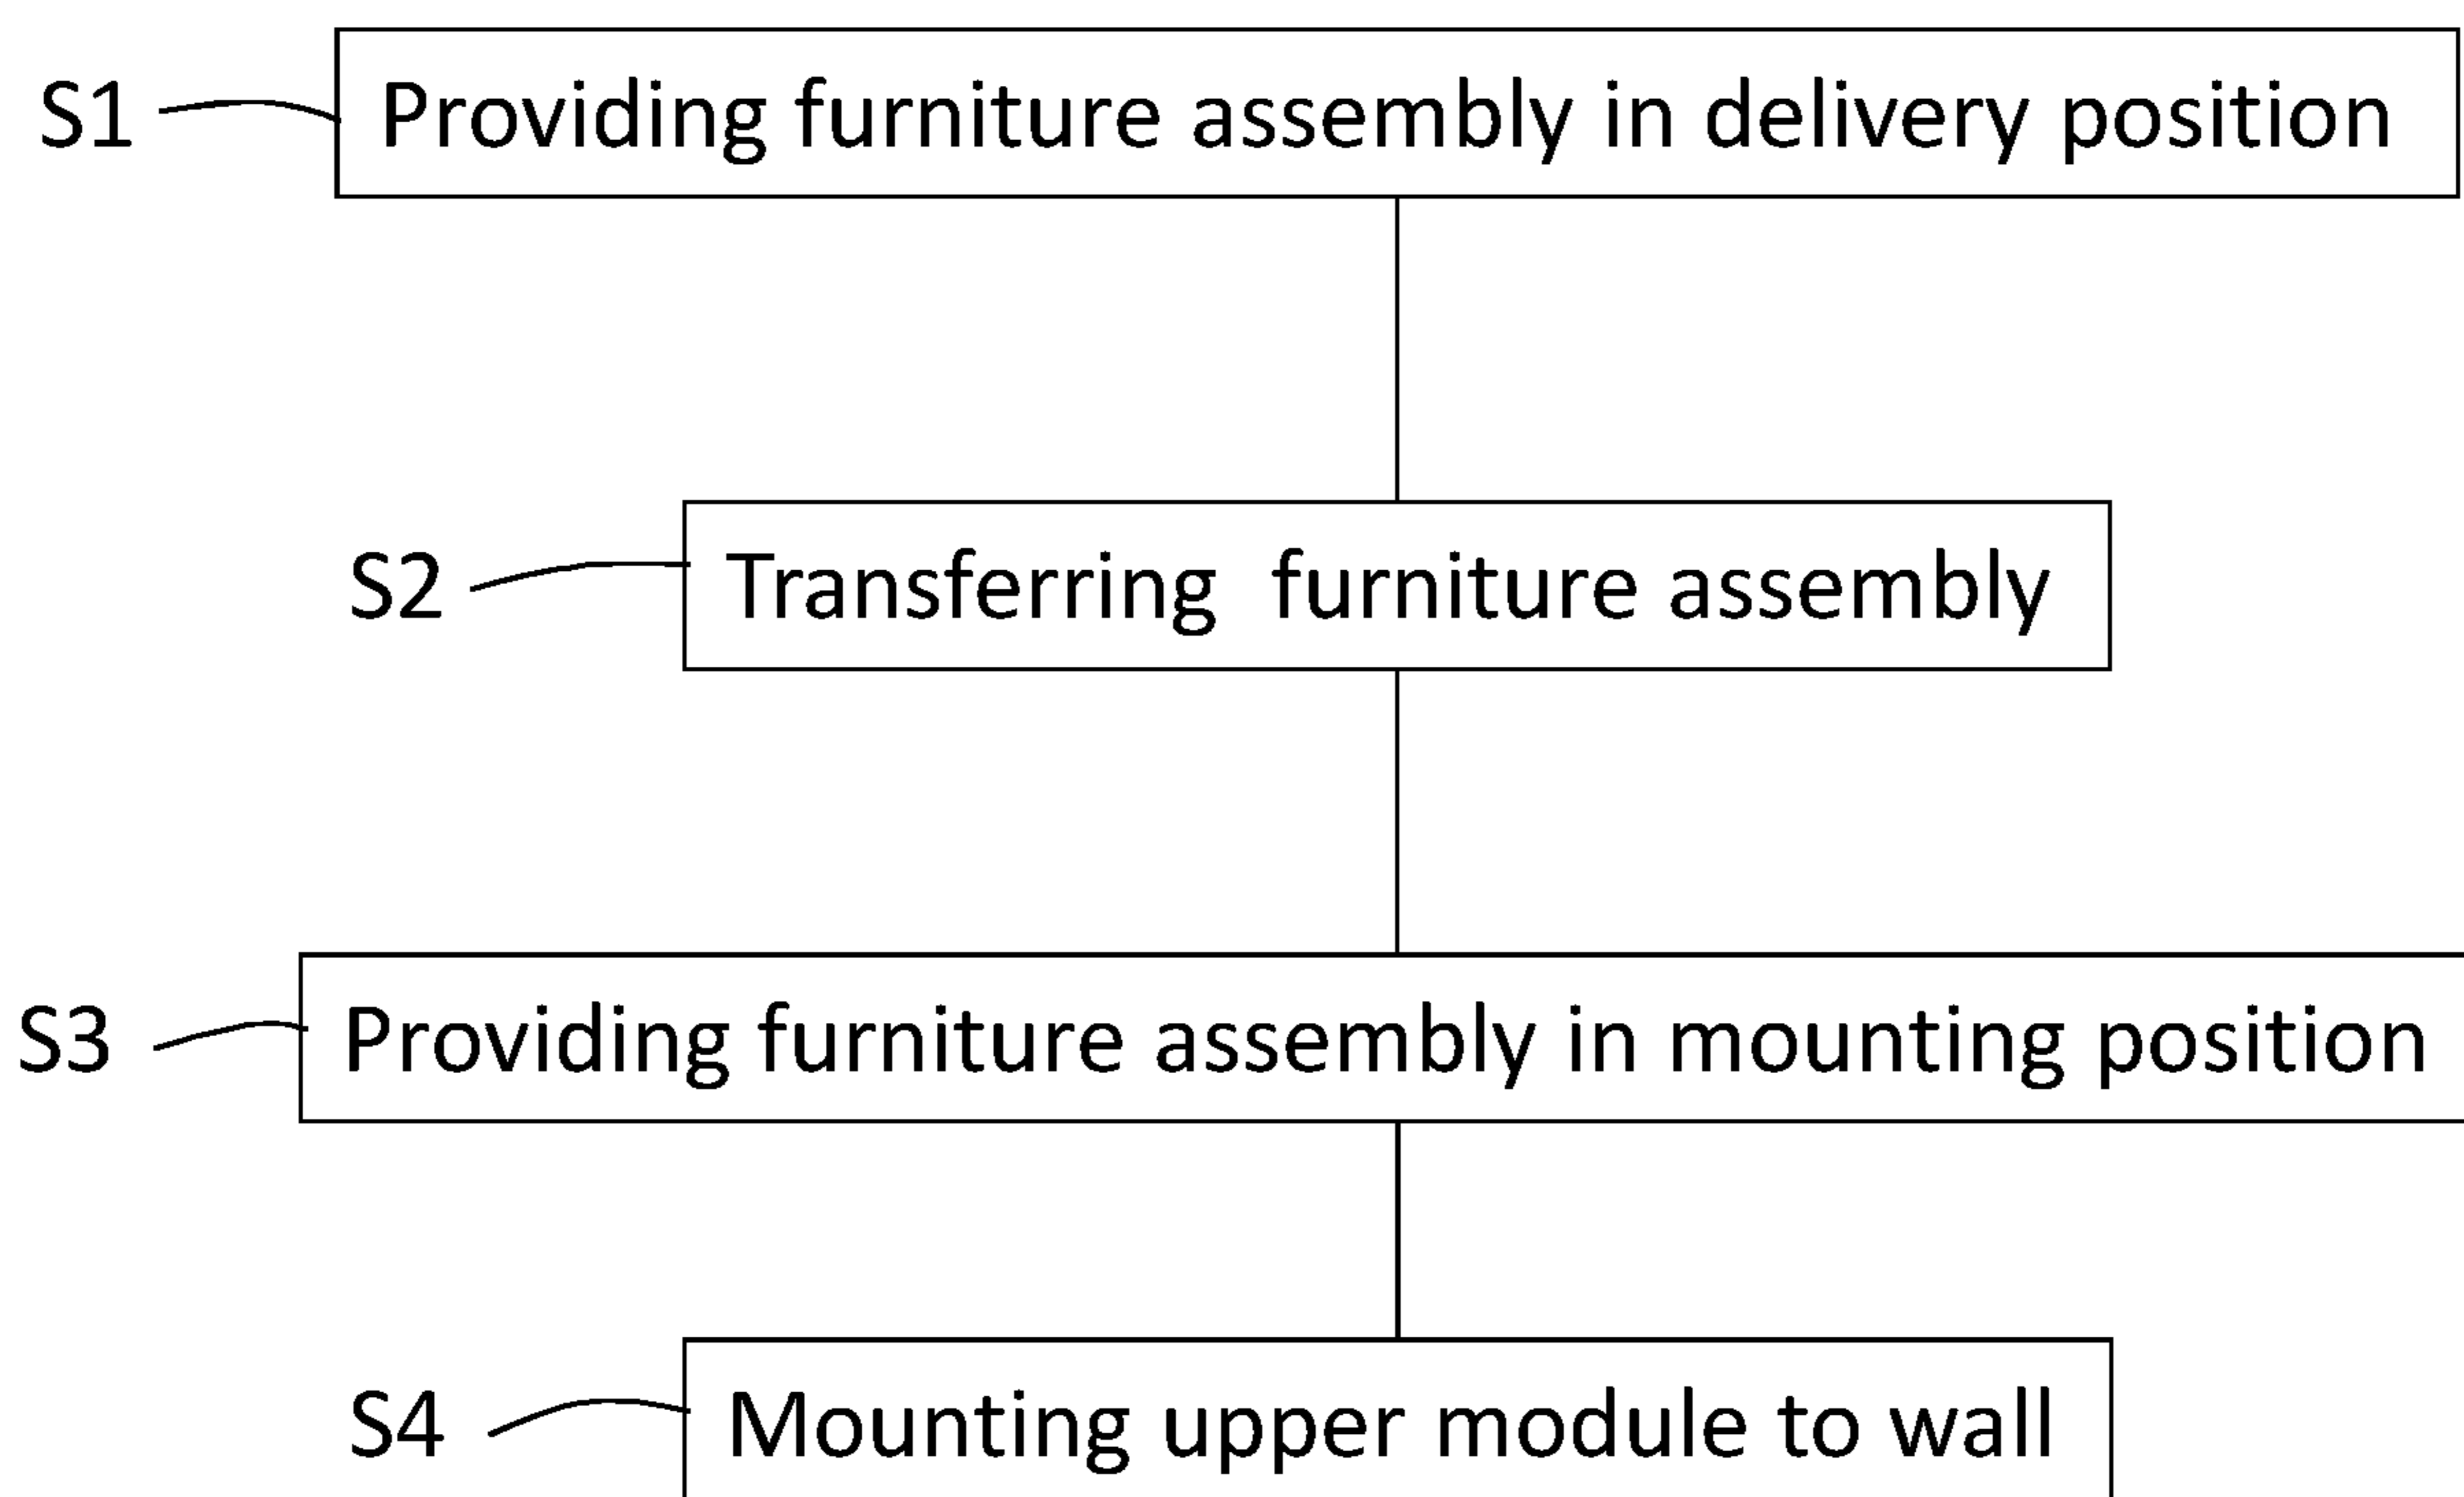 S1 Providing furniture assembly in delivery position
S2 Transferring furniture assembly
S3 Providing furniture assembly in mounting position
S4 Mounting upper module to wall